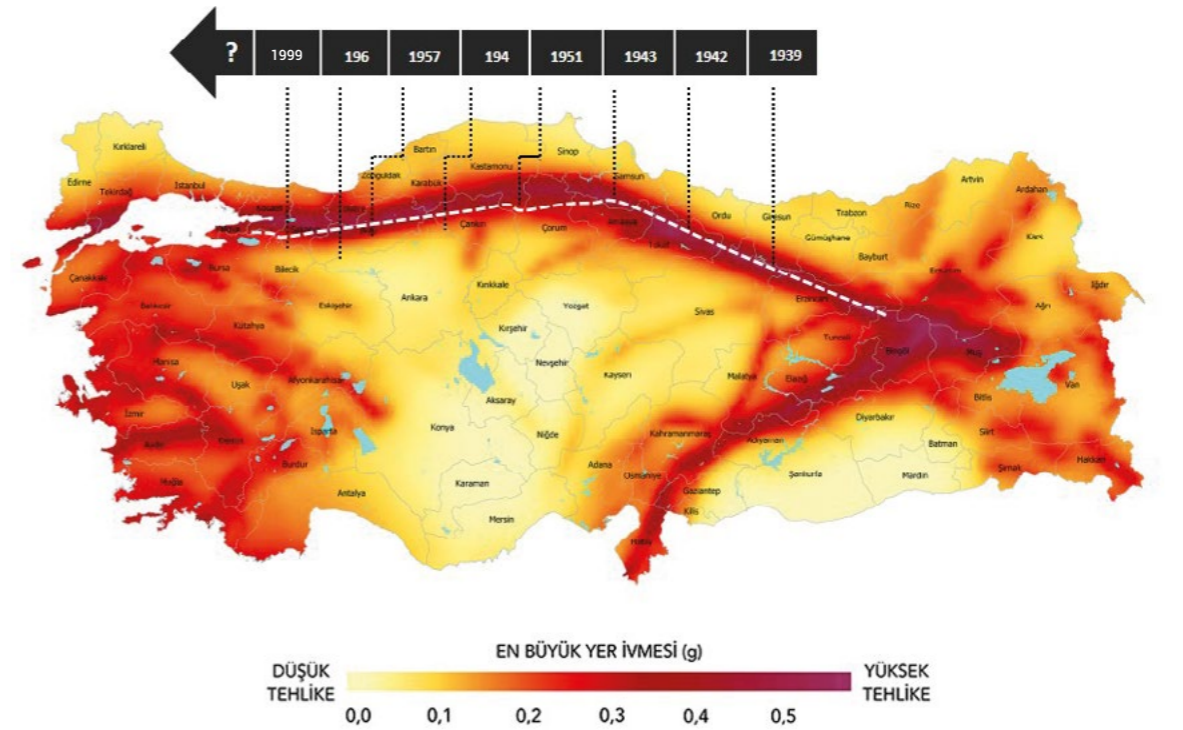 ? 1999 196 1957 194 1951 1943 1942 1939
Kırklareli
Edirne
Tekirdağ
İstanbul
Bartın
Zonguldak
Karabük
Kastamonu
Sinop
Samsun
Artvin
Ardahan
Ordu
Giresun
Trabzon
Rize
Gümüşhane
Bayburt
Kars
Çankırı
Çorum
Amasya
Tokat
Erzurum
Iğdır
Çanakkale
Bursa
Bilecik
Balıkesir
Eskişehir
Ankara
Kırıkkale
Yozgat
Sivas
Erzincan
Ağrı
Kütahya
Kırşehir
Tunceli
Bingöl
Muş
Manisa
Uşak
Afyonkarahisar
Nevşehir
Kayseri
Malatya
Elazığ
Van
Bitlis
İzmir
Aydın
Denizli
Isparta
Aksaray
Konya
Niğde
Kahramanmaraş
Adıyaman
Diyarbakır
Batman
Siirt
Burdur
Muğla
Antalya
Karaman
Adana
Osmaniye
Gaziantep
Şanlıurfa
Mardin
Şırnak
Hakkari
Mersin
Kilis
Hatay
EN BÜYÜK YER İVMESİ (g)
DÜŞÜK
TEHLİKE
YÜKSEK
TEHLİKE
0,0 0,1 0,2 0,3 0,4 0,5